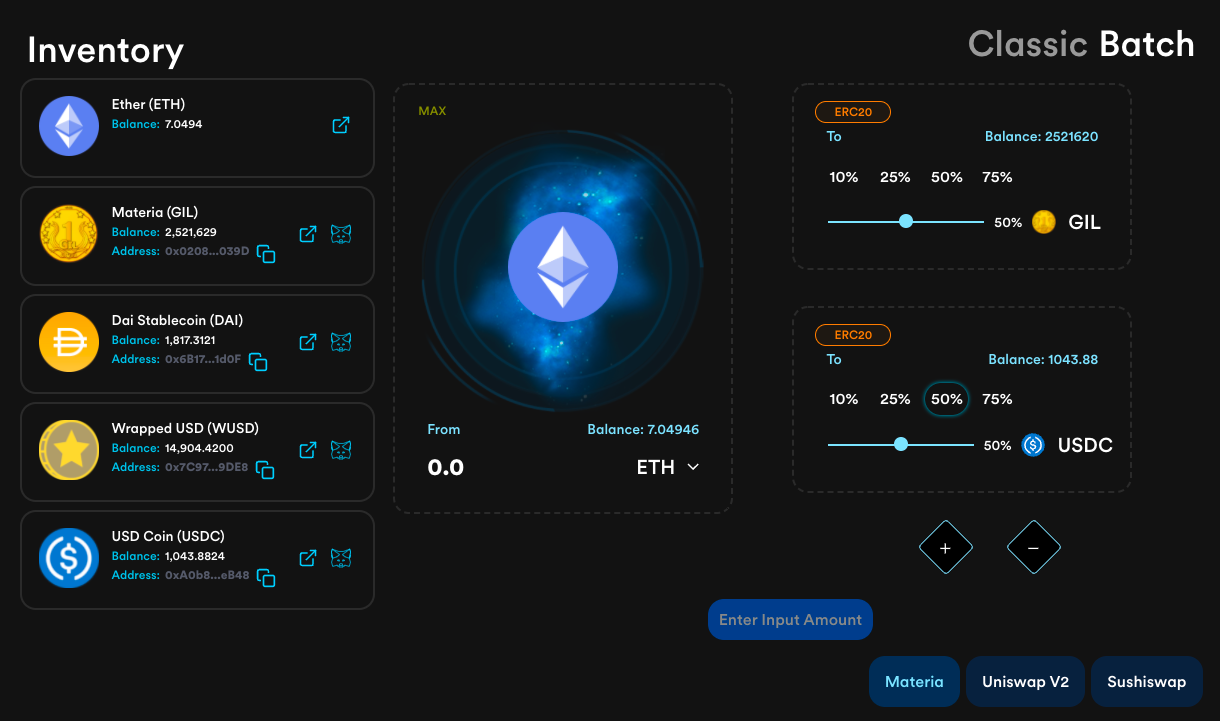 Inventory
Classic Batch
Ether (ETH)
Balance: 7.0494
Materia (GIL)
Balance: 2,521,629
Address: 0x0208...039D
Dai Stablecoin (DAI)
Balance: 1,817.3121
Address: 0x6B17...1d0F
Wrapped USD (WUSD)
Balance: 14,904.4200
Address: 0x7C97...9DE8
USD Coin (USDC)
Balance: 1,043.8824
Address: 0xA0b8...eB48
MAX
From Balance: 7.04946
0.0 ETH
ERC20
To Balance: 2521620
10% 25% 50% 75%
50% GIL
ERC20
To Balance: 1043.88
10% 25% 50% 75%
50% USDC
+ −
Enter Input Amount
Materia Uniswap V2 Sushiswap